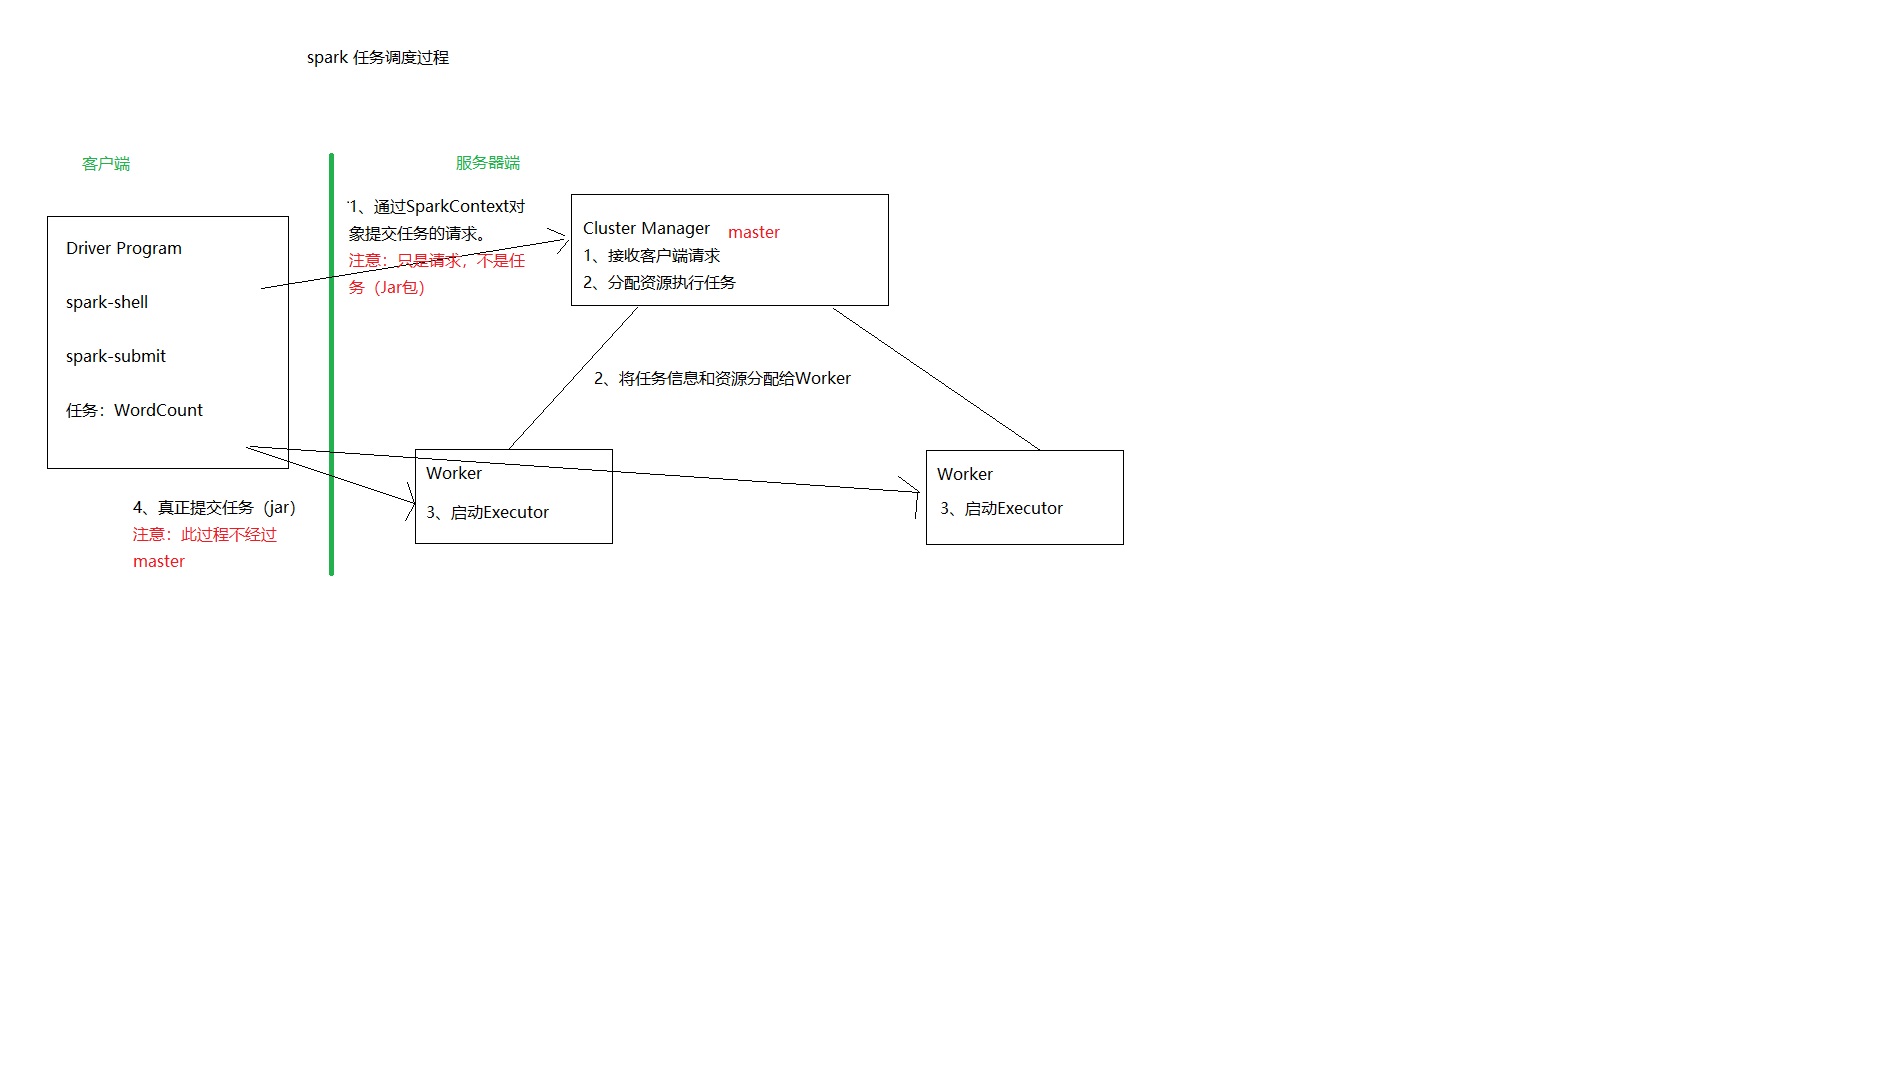 spark 任务调度过程
客户端
服务器端
Driver Program
spark-shell
spark-submit
任务：WordCount
1、通过SparkContext对
象提交任务的请求。
注意：只是请求，不是任
务（Jar包）
Cluster Manager master
1、接收客户端请求
2、分配资源执行任务
2、将任务信息和资源分配给Worker
Worker
3、启动Executor
Worker
3、启动Executor
4、真正提交任务（jar）
注意：此过程不经过
master